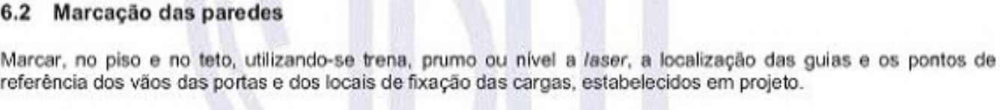 6.2 Marcação das paredes
Marcar, no piso e no teto, utilizando-se trena, prumo ou nível a laser, a localização das guias e os pontos de
referência dos vãos das portas e dos locais de fixação das cargas, estabelecidos em projeto.